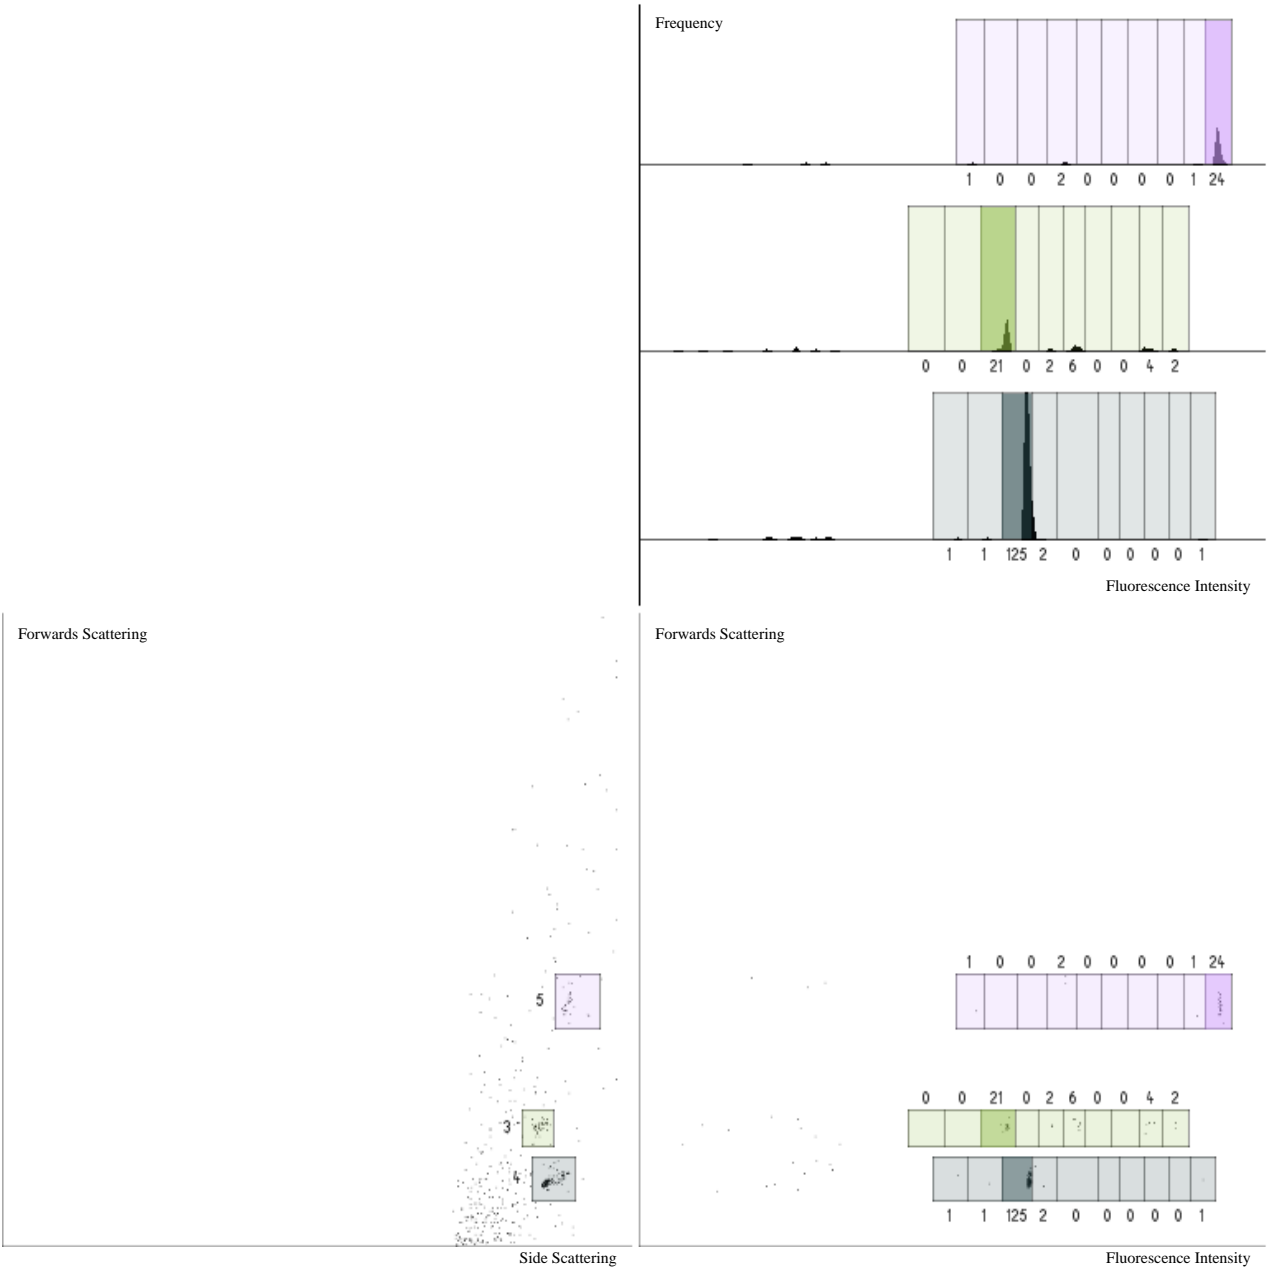 Frequency
1 0 0 2 0 0 0 0 1 24
0 0 21 0 2 6 0 0 4 2
1 1 125 2 0 0 0 0 0 1
Fluorescence Intensity
Forwards Scattering
Forwards Scattering
5
1 0 0 2 0 0 0 0 1 24
3
0 0 21 0 2 6 0 0 4 2
4
1 1 125 2 0 0 0 0 0 1
Side Scattering
Fluorescence Intensity